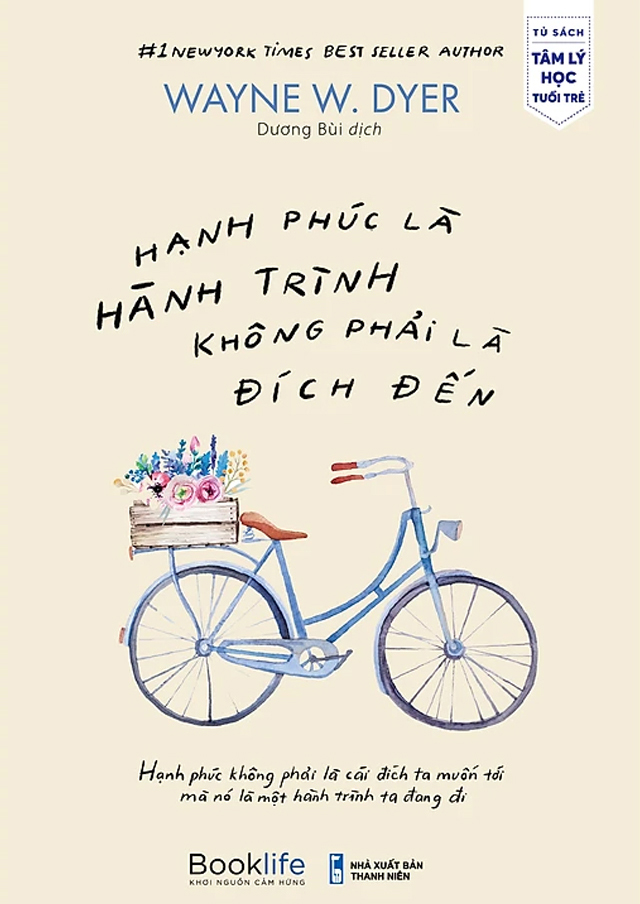 #1 NEWYORK TIMES BEST SELLER AUTHOR
WAYNE W. DYER
Dương Bùi dịch
TỦ SÁCH
TÂM LÝ
HỌC
TUỔI TRẺ
HẠNH PHÚC LÀ
HÀNH TRÌNH
KHÔNG PHẢI LÀ
ĐÍCH ĐẾN
Hạnh phúc không phải là cái đích ta muốn tới
mà nó là một hành trình ta đang đi
Booklife
KHƠI NGUỒN CẢM HỨNG
NHÀ XUẤT BẢN
THANH NIÊN